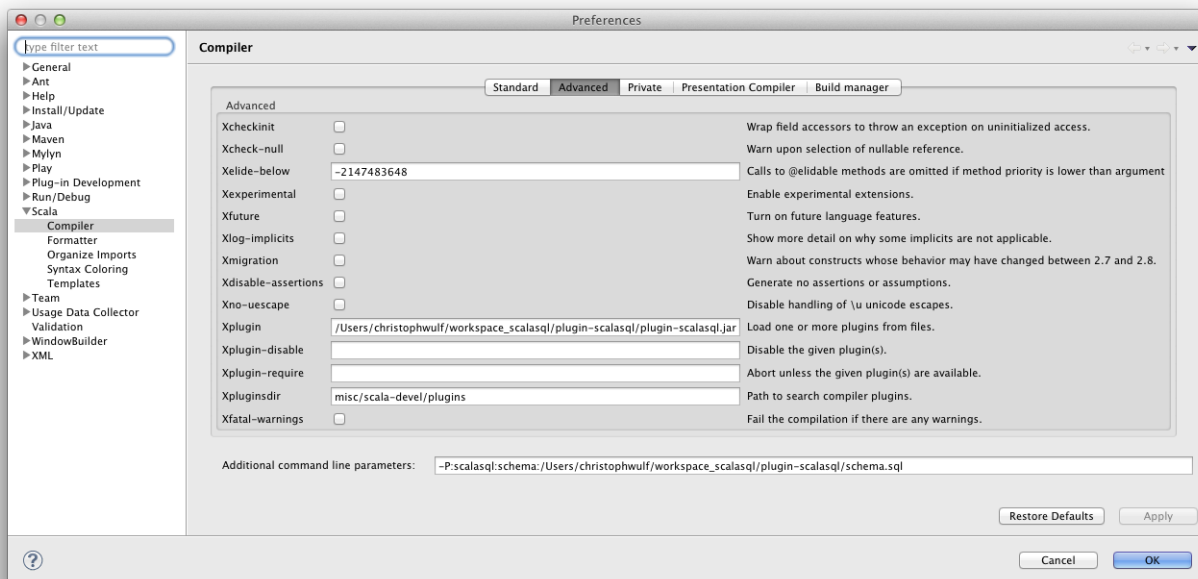 Preferences
type filter text
General
Ant
Help
Install/Update
Java
Maven
Mylyn
Play
Plug-in Development
Run/Debug
Scala
Compiler
Formatter
Organize Imports
Syntax Coloring
Templates
Team
Usage Data Collector
Validation
WindowBuilder
XML
Compiler
Standard Advanced Private Presentation Compiler Build manager
Advanced
Xcheckinit Wrap field accessors to throw an exception on uninitialized access.
Xcheck-null Warn upon selection of nullable reference.
Xelide-below -2147483648 Calls to @elidable methods are omitted if method priority is lower than argument
Xexperimental Enable experimental extensions.
Xfuture Turn on future language features.
Xlog-implicits Show more detail on why some implicits are not applicable.
Xmigration Warn about constructs whose behavior may have changed between 2.7 and 2.8.
Xdisable-assertions Generate no assertions or assumptions.
Xno-uescape Disable handling of \u unicode escapes.
Xplugin /Users/christophwulf/workspace_scalasql/plugin-scalasql/plugin-scalasql.jar Load one or more plugins from files.
Xplugin-disable Disable the given plugin(s).
Xplugin-require Abort unless the given plugin(s) are available.
Xpluginsdir misc/scala-devel/plugins Path to search compiler plugins.
Xfatal-warnings Fail the compilation if there are any warnings.
Additional command line parameters: -P:scalasql:schema:/Users/christophwulf/workspace_scalasql/plugin-scalasql/schema.sql
Restore Defaults Apply
? Cancel OK